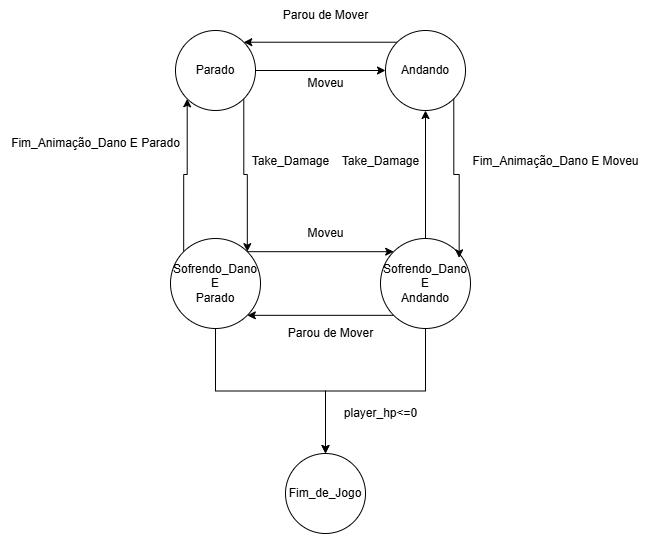 Parou de Mover
Parado
Andando
Moveu
Fim_Animação_Dano E Parado
Take_Damage
Take_Damage
Fim_Animação_Dano E Moveu
Moveu
Sofrendo_Dano
E
Parado
Sofrendo_Dano
E
Andando
Parou de Mover
player_hp<=0
Fim_de_Jogo